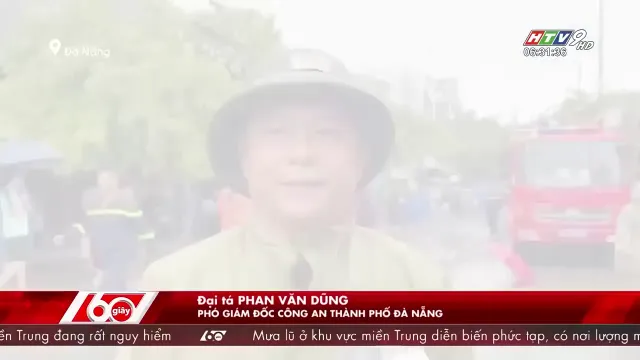 Đà Nẵng
HTV9 HD
06:31:36
60 giây
Đại tá PHAN VĂN DŨNG
PHÓ GIÁM ĐỐC CÔNG AN THÀNH PHỐ ĐÀ NẴNG
ền Trung đang rất nguy hiểm 60giây Mưa lũ ở khu vực miền Trung diễn biến phức tạp, có nơi lượng m